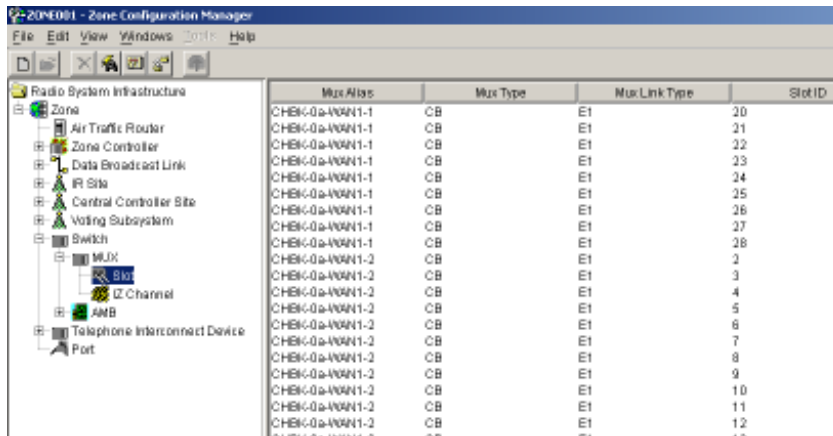 ZONE001 - Zone Configuration Manager
File Edit View Windows Tools Help
Radio System Infrastructure
Zone
Air Traffic Router
Zone Controller
Data Broadcast Link
IR Site
Central Controller Site
Voting Subsystem
Switch
MUX
Slot
IZ Channel
AMB
Telephone Interconnect Device
Port
Mux Alias Mux Type Mux Link Type Slot ID
CHBK-0a-WAN1-1 CB E1 20
CHBK-0a-WAN1-1 CB E1 21
CHBK-0a-WAN1-1 CB E1 22
CHBK-0a-WAN1-1 CB E1 23
CHBK-0a-WAN1-1 CB E1 24
CHBK-0a-WAN1-1 CB E1 25
CHBK-0a-WAN1-1 CB E1 26
CHBK-0a-WAN1-1 CB E1 27
CHBK-0a-WAN1-1 CB E1 28
CHBK-0a-WAN1-2 CB E1 2
CHBK-0a-WAN1-2 CB E1 3
CHBK-0a-WAN1-2 CB E1 4
CHBK-0a-WAN1-2 CB E1 5
CHBK-0a-WAN1-2 CB E1 6
CHBK-0a-WAN1-2 CB E1 7
CHBK-0a-WAN1-2 CB E1 8
CHBK-0a-WAN1-2 CB E1 9
CHBK-0a-WAN1-2 CB E1 10
CHBK-0a-WAN1-2 CB E1 11
CHBK-0a-WAN1-2 CB E1 12